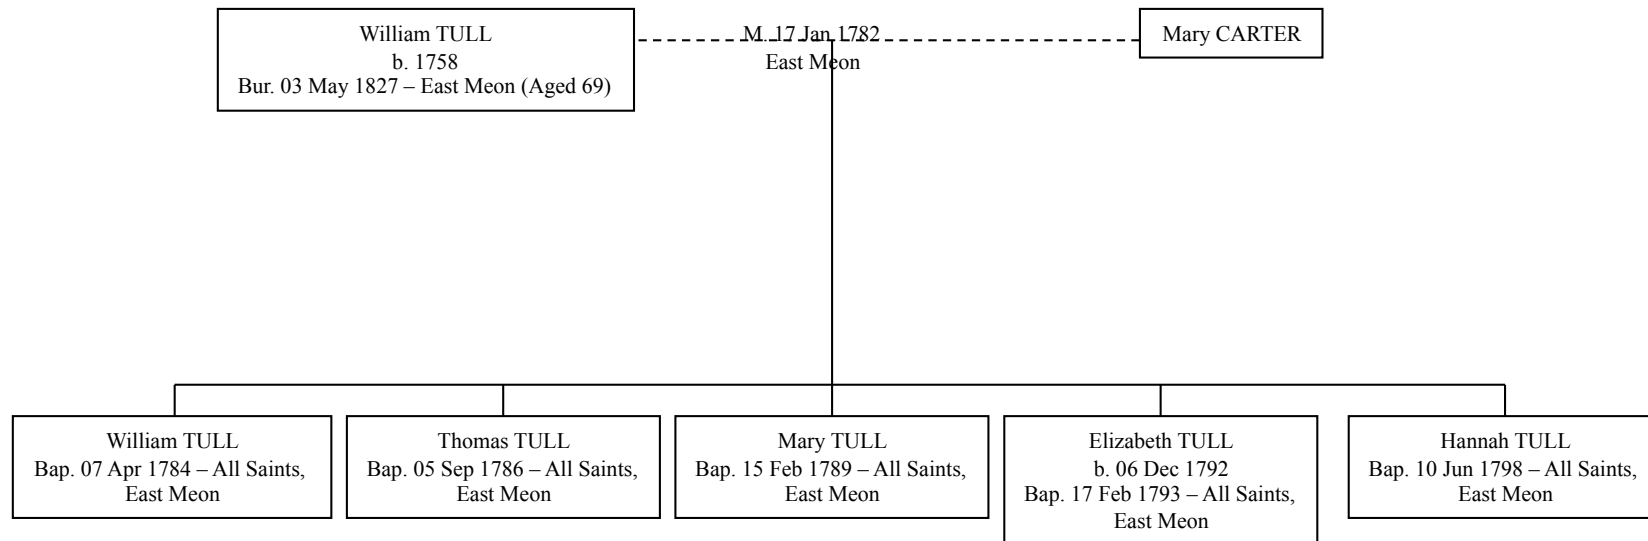 William TULL
b. 1758
Bur. 03 May 1827 – East Meon (Aged 69)
M. 17 Jan 1782
East Meon
Mary CARTER
William TULL
Bap. 07 Apr 1784 – All Saints,
East Meon
Thomas TULL
Bap. 05 Sep 1786 – All Saints,
East Meon
Mary TULL
Bap. 15 Feb 1789 – All Saints,
East Meon
Elizabeth TULL
b. 06 Dec 1792
Bap. 17 Feb 1793 – All Saints,
East Meon
Hannah TULL
Bap. 10 Jun 1798 – All Saints,
East Meon